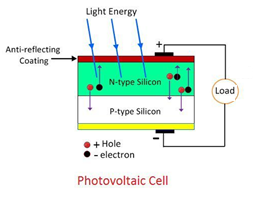 Light Energy
Anti-reflecting
Coating
+
N-type Silicon
Load
P-type Silicon
-
+ Hole
- electron
Photovoltaic Cell